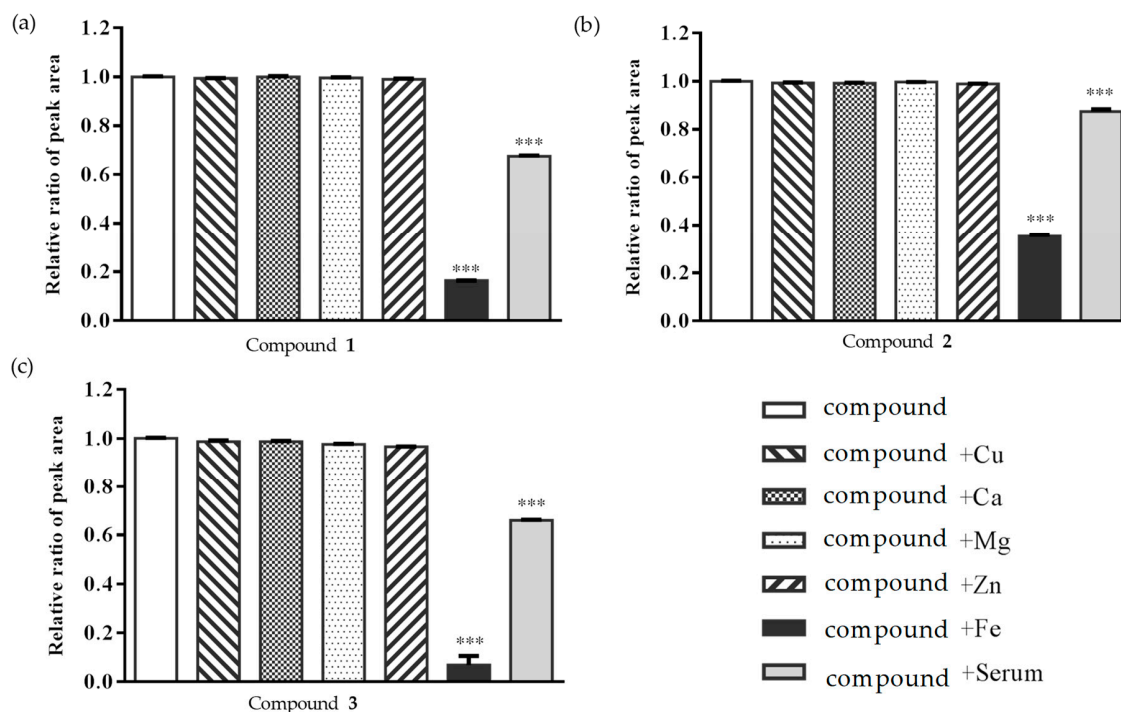 (a)
Relative ratio of peak area
1.2
1.0
0.8
0.6
0.4
0.2
0.0
***
***
Compound 1
(b)
Relative ratio of peak area
1.2
1.0
0.8
0.6
0.4
0.2
0.0
***
***
Compound 2
(c)
Relative ratio of peak area
1.2
1.0
0.8
0.6
0.4
0.2
0.0
***
***
Compound 3
compound
compound +Cu
compound +Ca
compound +Mg
compound +Zn
compound +Fe
compound +Serum